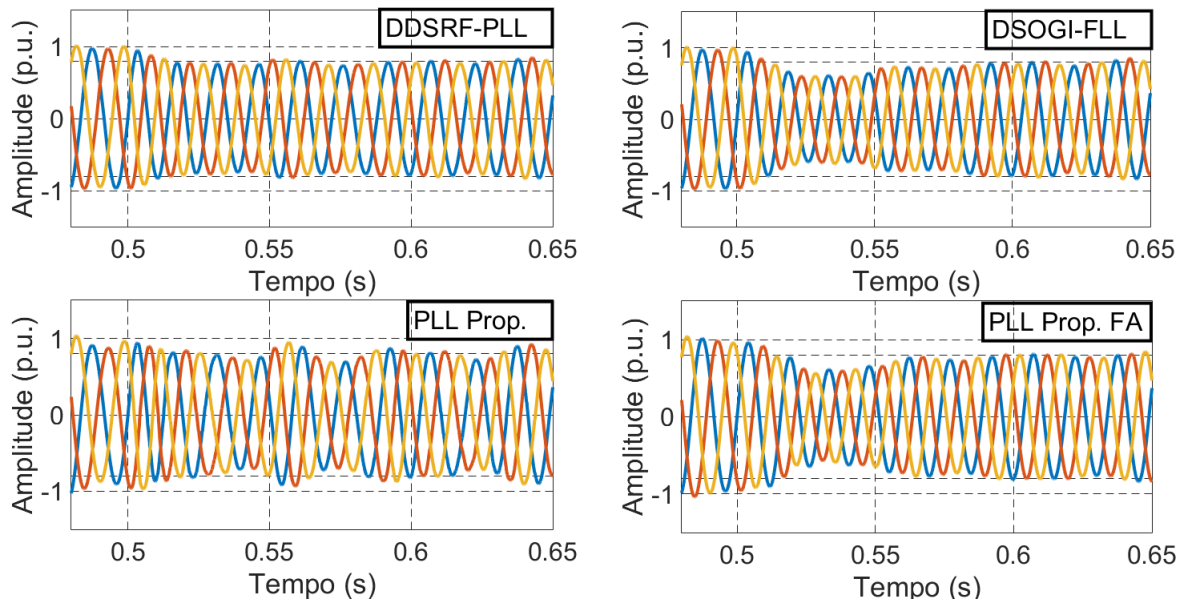 DDSRF-PLL
Amplitude (p.u.)
1
0
-1
0.5 0.55 0.6 0.65
Tempo (s)
DSOGI-FLL
Amplitude (p.u.)
1
0
-1
0.5 0.55 0.6 0.65
Tempo (s)
PLL Prop.
Amplitude (p.u.)
1
0
-1
0.5 0.55 0.6 0.65
Tempo (s)
PLL Prop. FA
Amplitude (p.u.)
1
0
-1
0.5 0.55 0.6 0.65
Tempo (s)